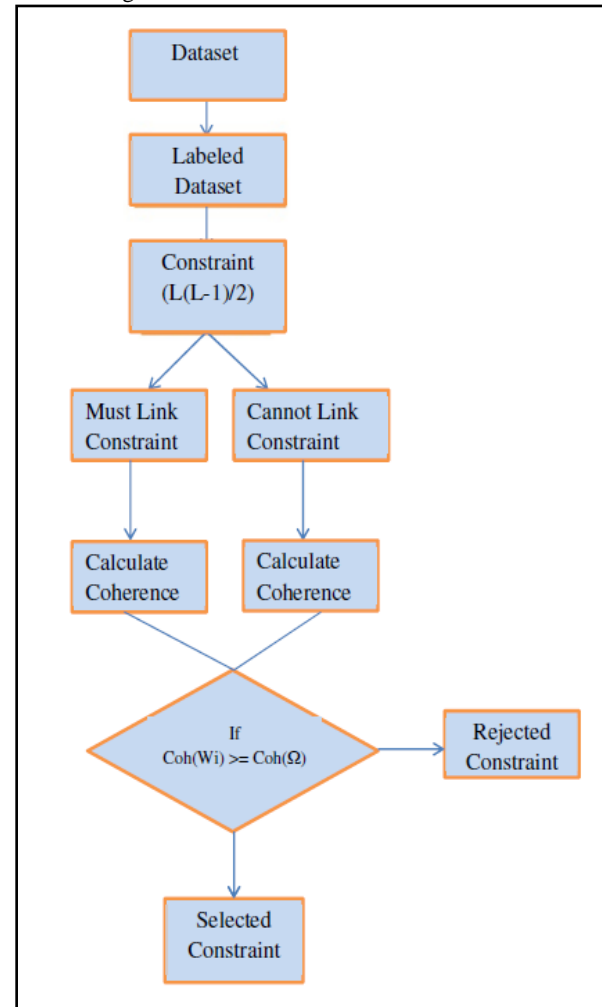 Dataset
Labeled
Dataset
Constraint
(L(L-1)/2)
Must Link
Constraint
Cannot Link
Constraint
Calculate
Coherence
Calculate
Coherence
If
Coh(Wi) >= Coh(Ω)
Rejected
Constraint
Selected
Constraint